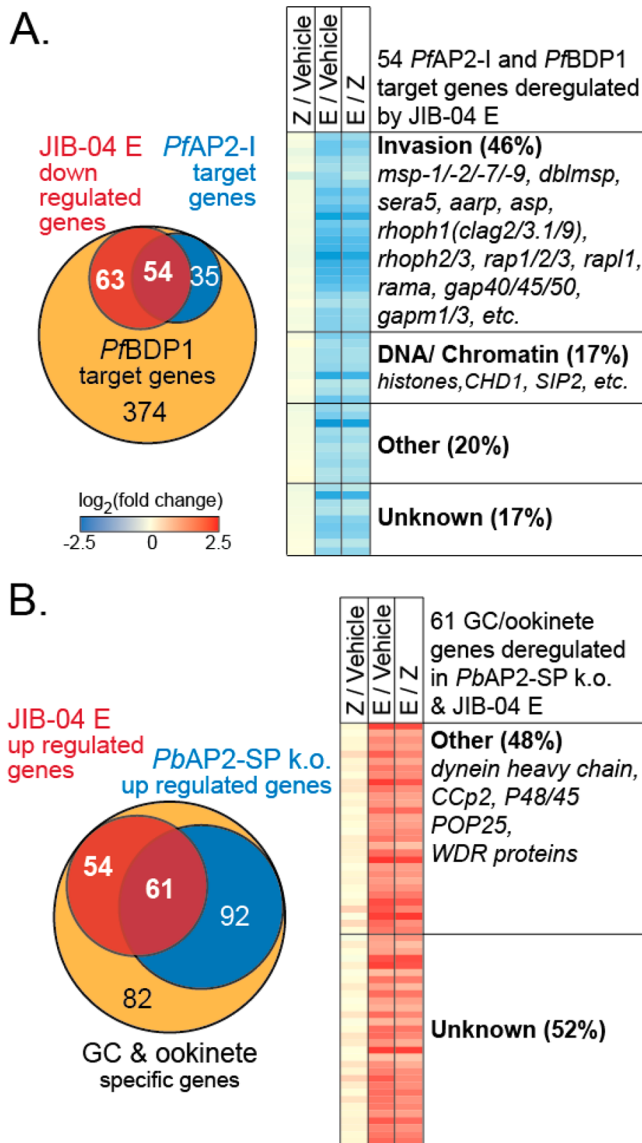 A.
JIB-04 E
down
regulated
genes
PfAP2-I
target
genes
63
54
35
PfBDP1
target genes
374
log2(fold change)
-2.5
0
2.5
Z / Vehicle
E / Vehicle
E / Z
54 PfAP2-I and PfBDP1
target genes deregulated
by JIB-04 E
Invasion (46%)
msp-1/-2/-7/-9, dblmsp,
sera5, aarp, asp,
rhoph1(clag2/3.1/9),
rhoph2/3, rap1/2/3, rapl1,
rama, gap40/45/50,
gapm1/3, etc.
DNA/ Chromatin (17%)
histones,CHD1, SIP2, etc.
Other (20%)
Unknown (17%)
B.
JIB-04 E
up regulated
genes
PbAP2-SP k.o.
up regulated genes
54
61
92
82
GC & ookinete
specific genes
Z / Vehicle
E / Vehicle
E / Z
61 GC/ookinete
genes deregulated
in PbAP2-SP k.o.
& JIB-04 E
Other (48%)
dynein heavy chain,
CCp2, P48/45
POP25,
WDR proteins
Unknown (52%)